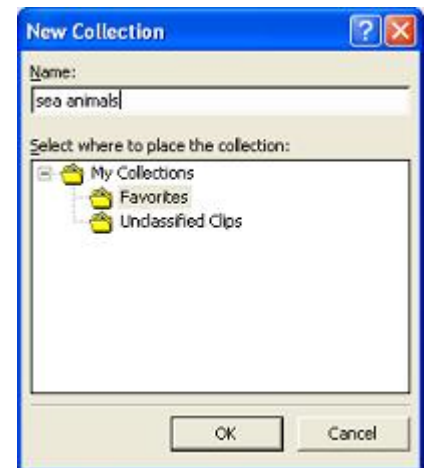 New Collection
Name:
sea animals
Select where to place the collection:
My Collections
Favorites
Unclassified Clips
OK
Cancel